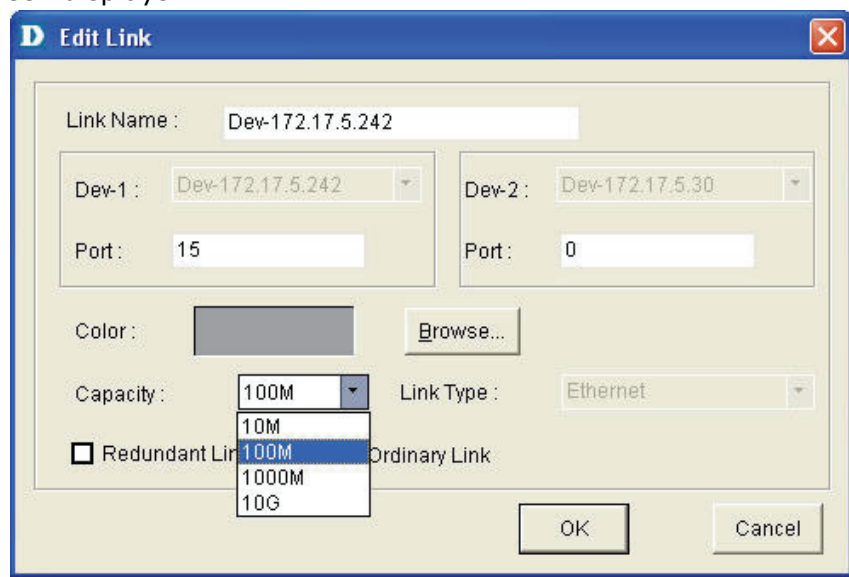 D Edit Link
Link Name : Dev-172.17.5.242
Dev-1 : Dev-172.17.5.242 Dev-2 : Dev-172.17.5.30
Port : 15 Port : 0
Color : Browse...
Capacity : 100M Link Type : Ethernet
10M
Redundant Lin 100M Ordinary Link
1000M
10G
OK Cancel